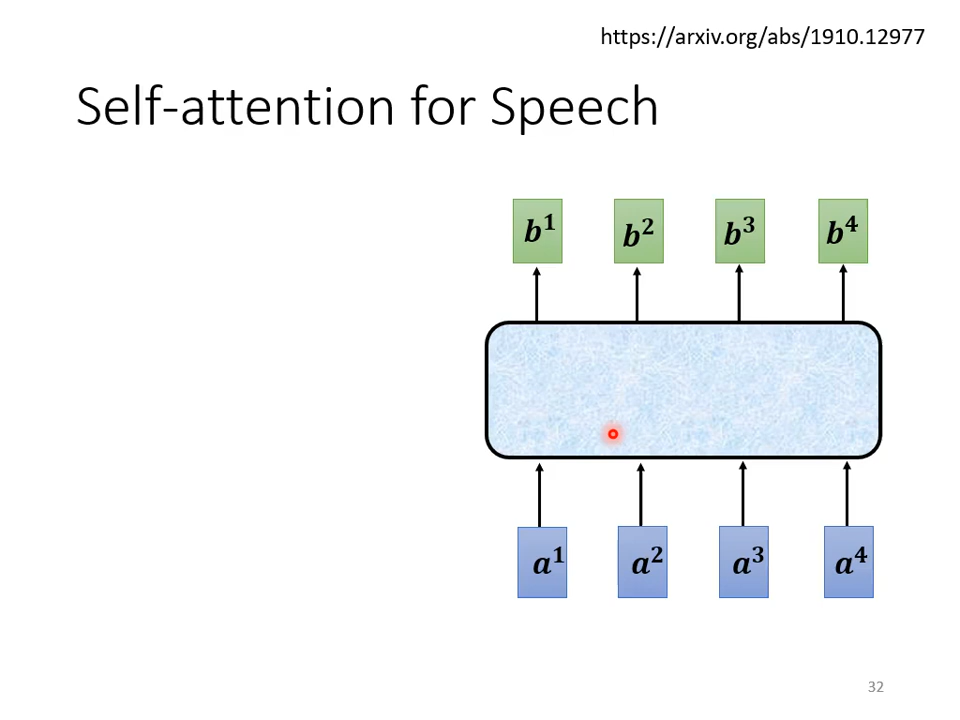 https://arxiv.org/abs/1910.12977
Self-attention for Speech
b¹ b² b³ b⁴
a¹ a² a³ a⁴
32